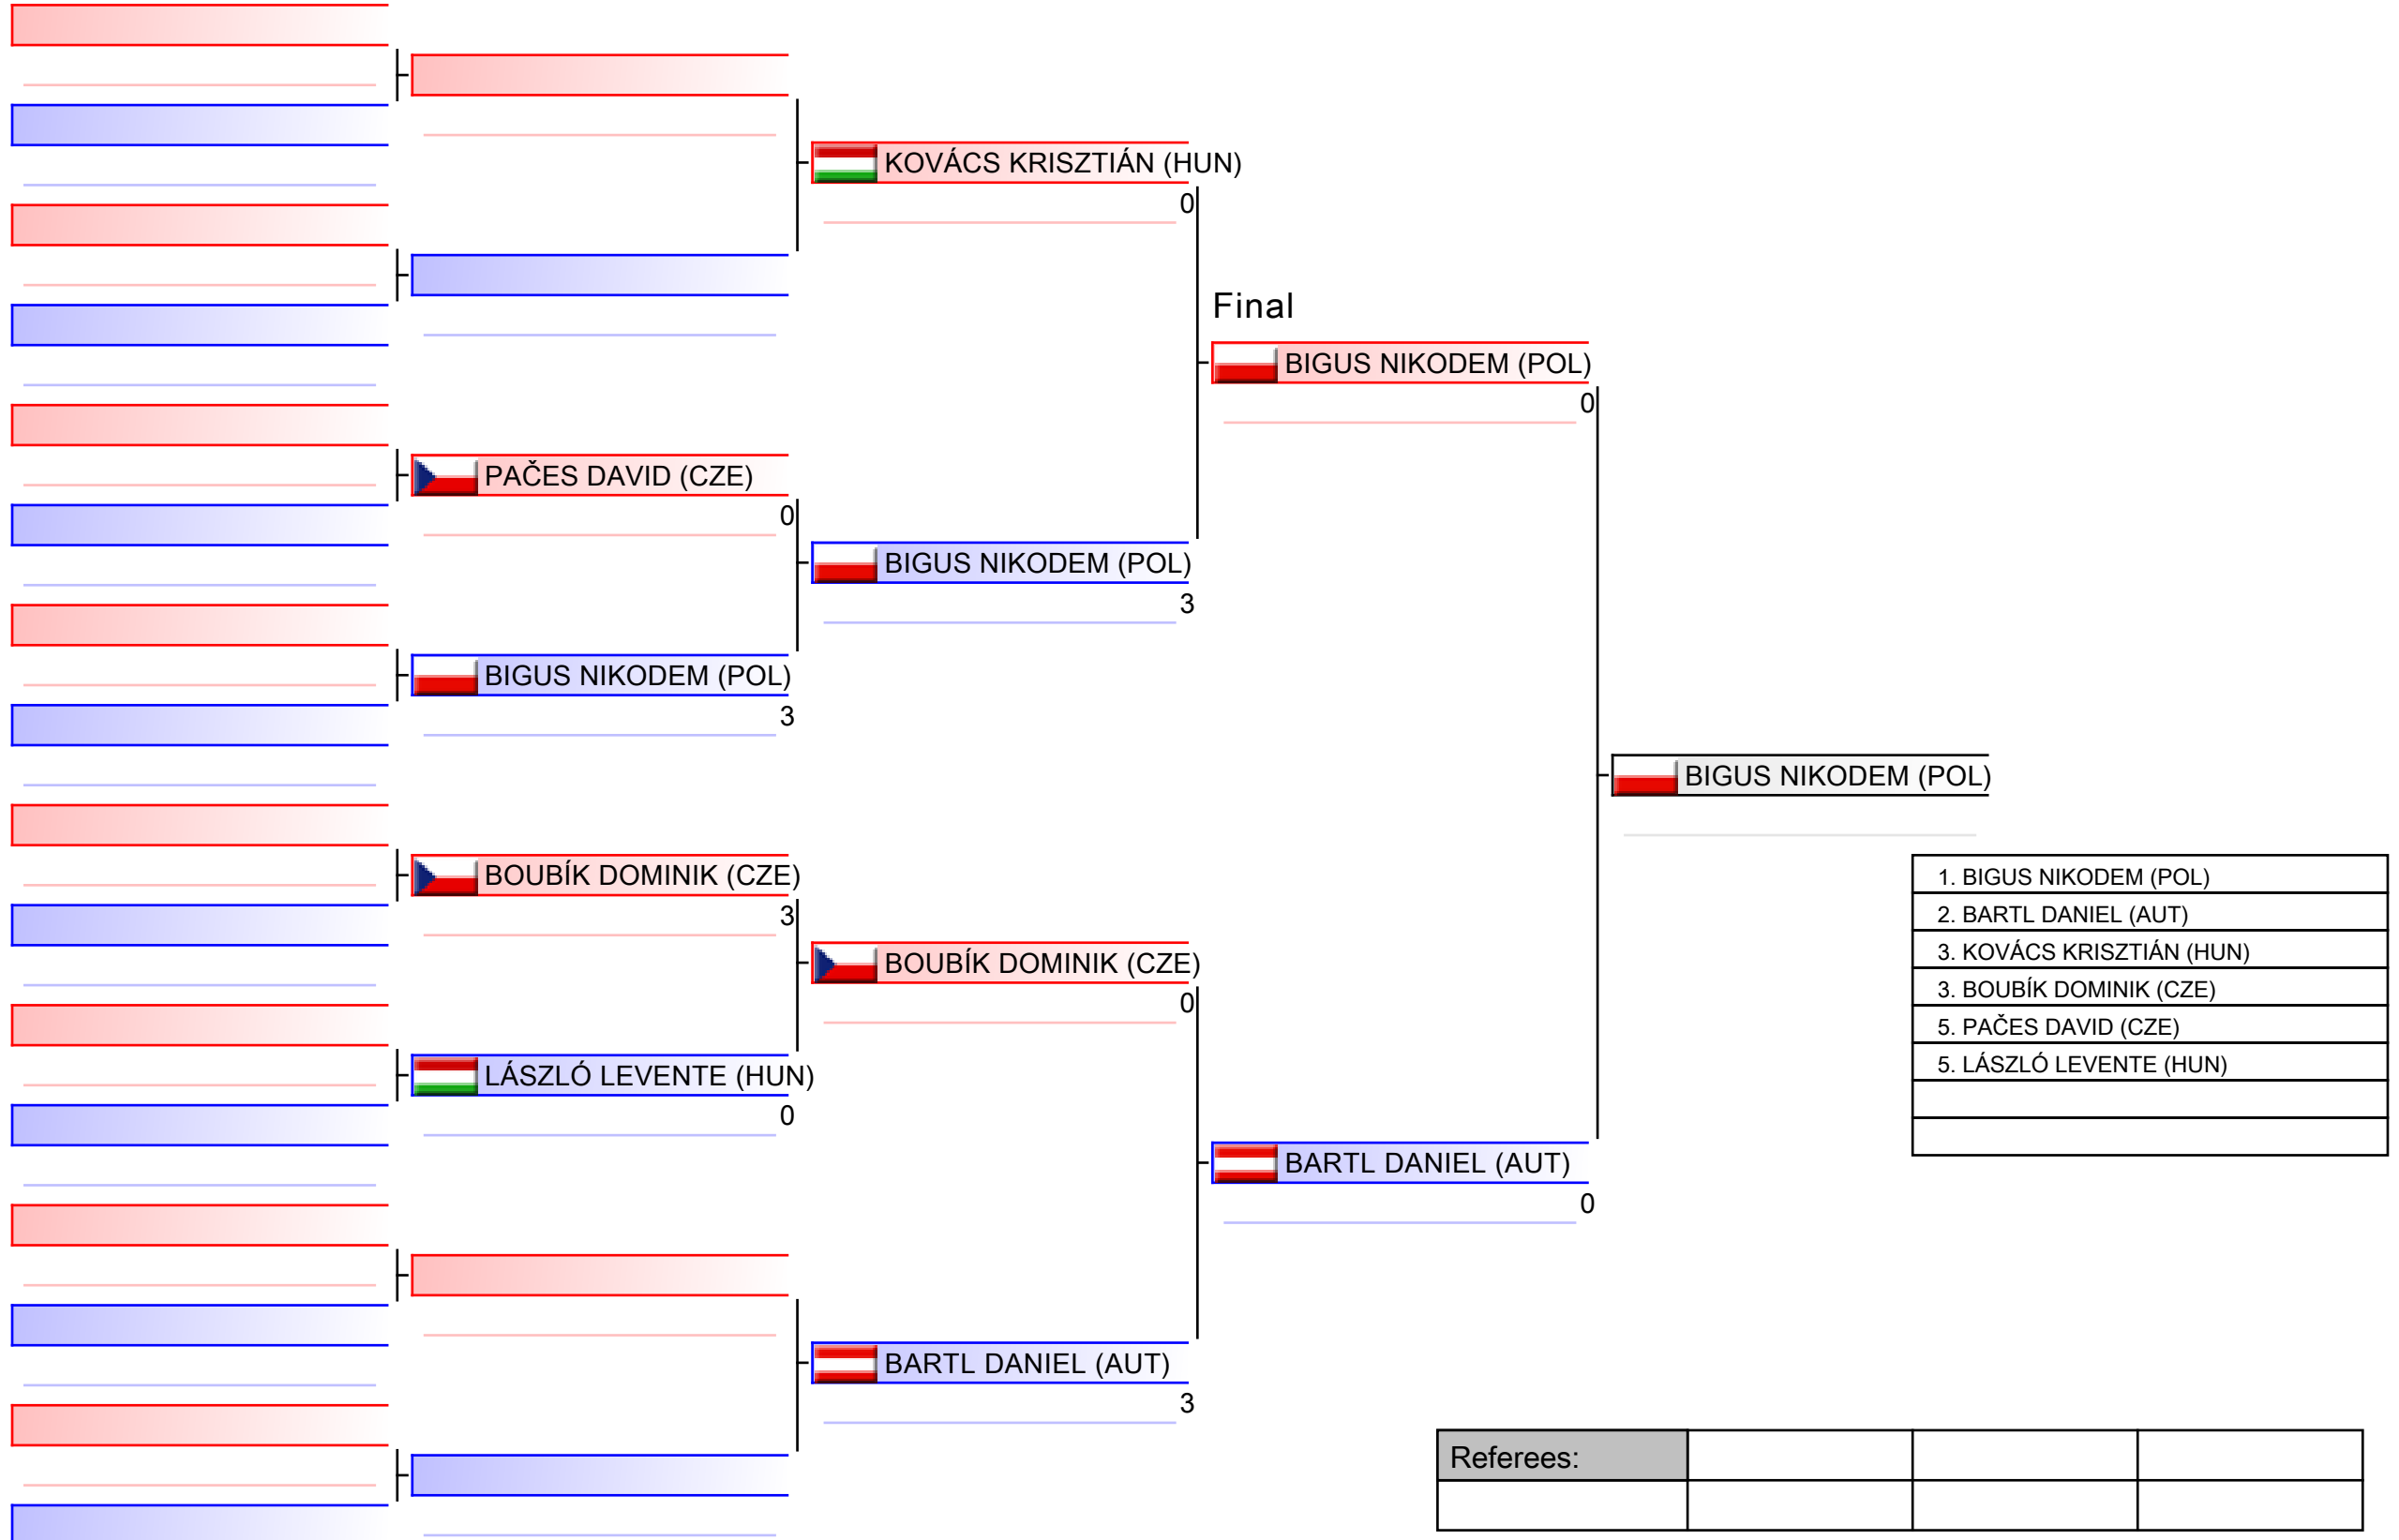 KOVÁCS KRISZTIÁN (HUN)
0
Final
BIGUS NIKODEM (POL)
0
PAČES DAVID (CZE)
0
BIGUS NIKODEM (POL)
3
BIGUS NIKODEM (POL)
3
BIGUS NIKODEM (POL)
BOUBÍK DOMINIK (CZE)
3
BOUBÍK DOMINIK (CZE)
0
LÁSZLÓ LEVENTE (HUN)
0
BARTL DANIEL (AUT)
0
BARTL DANIEL (AUT)
3
1. BIGUS NIKODEM (POL)
2. BARTL DANIEL (AUT)
3. KOVÁCS KRISZTIÁN (HUN)
3. BOUBÍK DOMINIK (CZE)
5. PAČES DAVID (CZE)
5. LÁSZLÓ LEVENTE (HUN)
Referees: